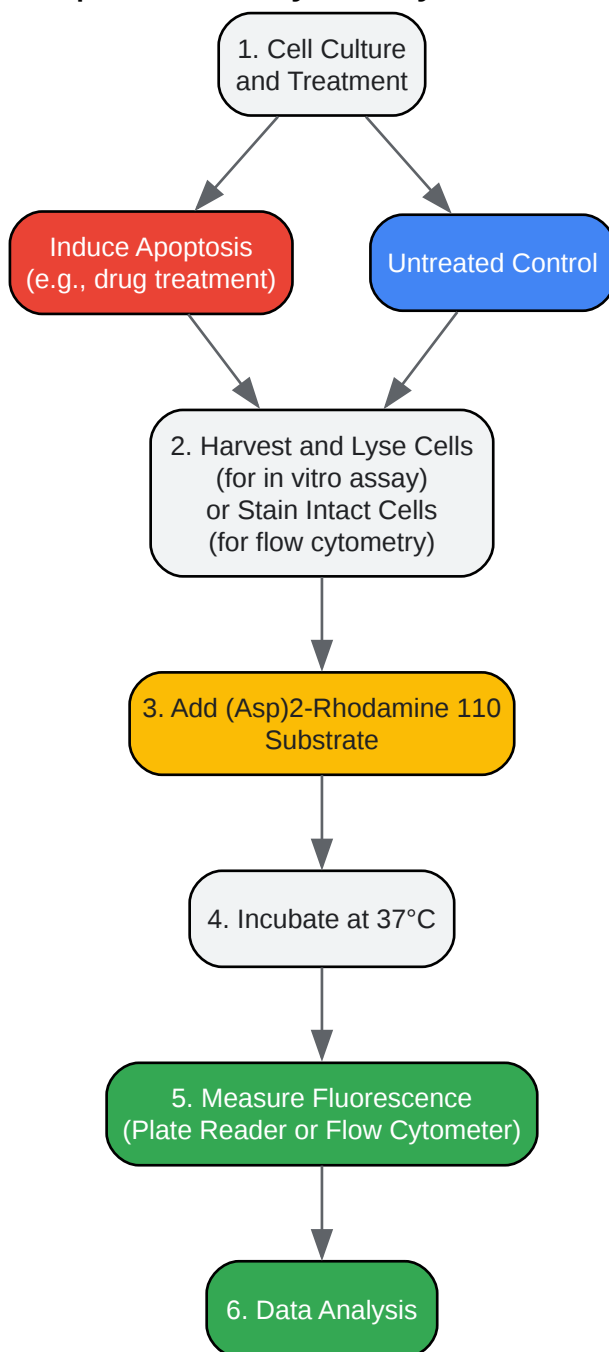 1. Cell Culture
and Treatment
Induce Apoptosis
(e.g., drug treatment)
Untreated Control
2. Harvest and Lyse Cells
(for in vitro assay)
or Stain Intact Cells
(for flow cytometry)
3. Add (Asp)2-Rhodamine 110
Substrate
4. Incubate at 37°C
5. Measure Fluorescence
(Plate Reader or Flow Cytometer)
6. Data Analysis